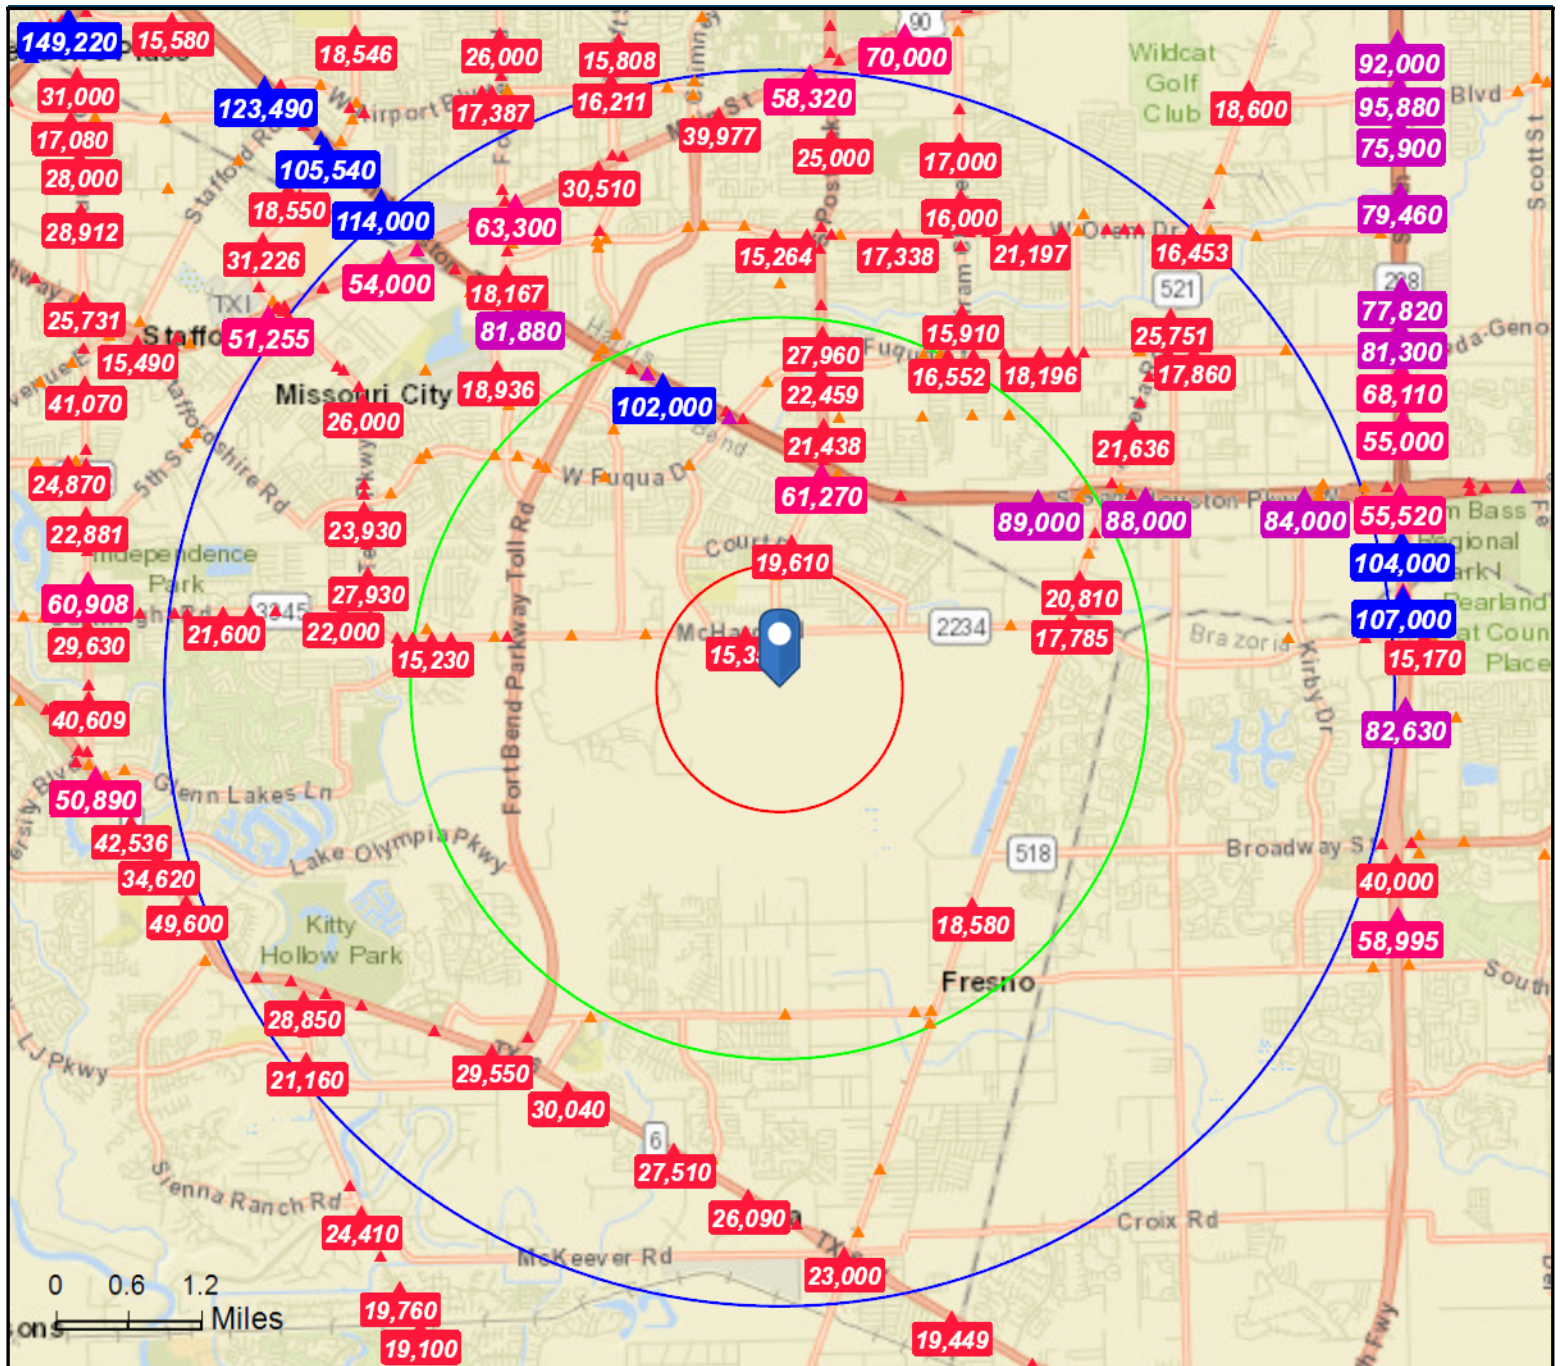 149,220
15,580
18,546
26,000
15,808
70,000
90
Wildcat
Golf
Club
92,000
31,000
123,490
W Airport Blvd
17,387
16,211
58,320
18,600
95,880
Blvd
17,080
39,977
25,000
17,000
75,900
Scott St
28,000
105,540
Stafford Rd
30,510
18,550
114,000
63,300
16,000
79,460
28,912
31,226
15,264
17,338
21,197
W Orem Dr
16,453
54,000
18,167
521
TXI
25,731
51,255
81,880
Harris
15,910
25,751
77,820
15,490
27,960
81,300
Missouri City
18,936
16,552
18,196
17,860
41,070
26,000
102,000
22,459
68,110
Bend
21,438
21,636
55,000
5th St
Staffordshire Rd
24,870
W Fuqua D
61,270
22,881
23,930
89,000
88,000
84,000
55,520
104,000
Independence
Park
Court
19,610
60,908
27,930
20,810
107,000
Pearland
29,630
21,600
3345
22,000
15,230
Fort Bend Parkway Toll Rd
2234
17,785
Brazoria
15,170
Place
Kirby Dr
40,609
82,630
50,890
Glenn Lakes Ln
42,536
Lake Olympia Pkwy
518
Broadway St
34,620
40,000
49,600
Kitty
Hollow Park
18,580
58,995
Fresno
South
28,850
LJ Pkwy
21,160
29,550
30,040
6
27,510
Sienna Ranch Rd
24,410
26,090
Croix Rd
McKeever Rd
23,000
0 0.6 1.2
Miles
19,760
19,100
19,449